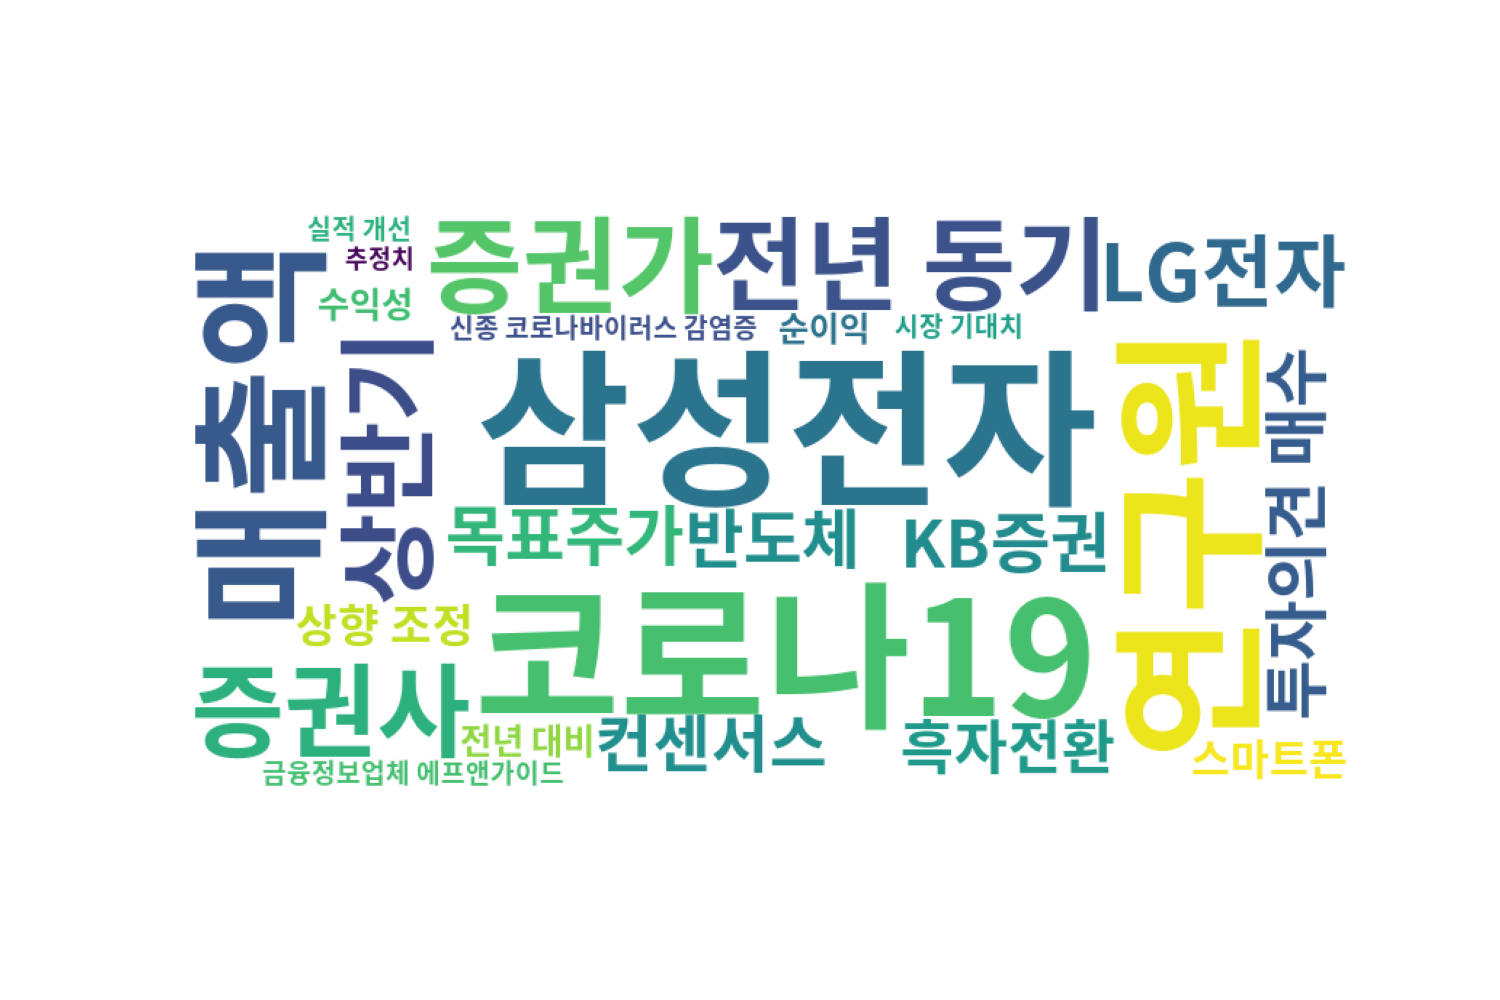 실적 개선
증권가
전년 동기
LG전자
추정치
매출액
수익성
신종 코로나바이러스 감염증
순이익
시장 기대치
상반기
삼성전자
연구원
투자의견 매수
목표주가
반도체
KB증권
상향 조정
코로나19
증권사
전년 대비
컨센서스
흑자전환
스마트폰
금융정보업체 에프앤가이드